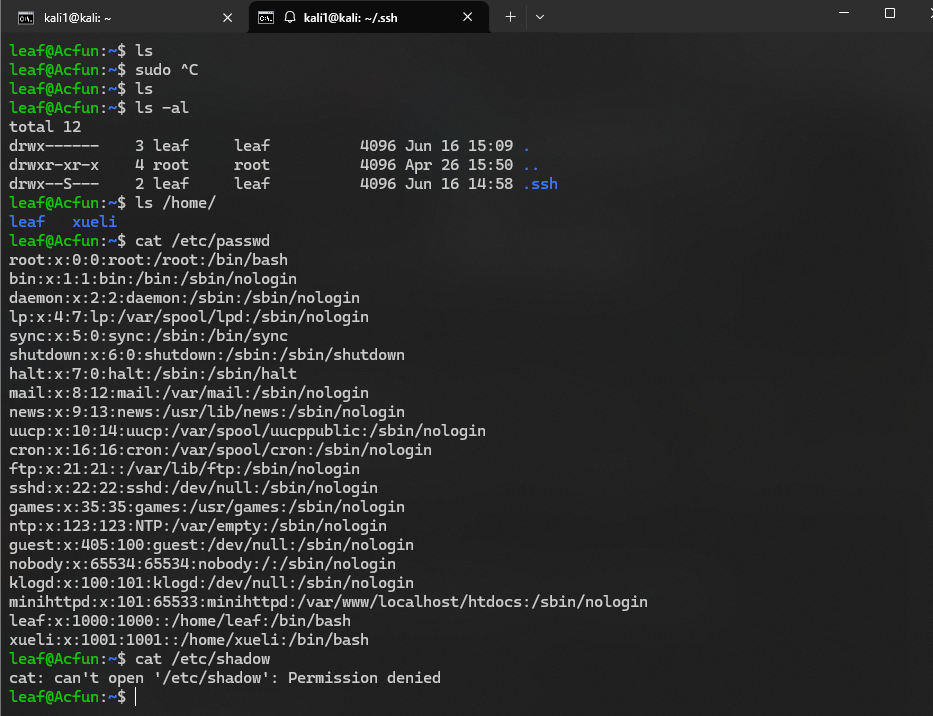 kali1@kali: ~
kali1@kali: ~/.ssh
leaf@Acfun:~$ ls
leaf@Acfun:~$ sudo ^C
leaf@Acfun:~$ ls
leaf@Acfun:~$ ls -al
total 12
drwx------    3 leaf     leaf          4096 Jun 16 15:09 .
drwxr-xr-x    4 root     root          4096 Apr 26 15:50 ..
drwx--S---    2 leaf     leaf          4096 Jun 16 14:58 .ssh
leaf@Acfun:~$ ls /home/
leaf   xueli
leaf@Acfun:~$ cat /etc/passwd
root:x:0:0:root:/root:/bin/bash
bin:x:1:1:bin:/bin:/sbin/nologin
daemon:x:2:2:daemon:/sbin:/sbin/nologin
lp:x:4:7:lp:/var/spool/lpd:/sbin/nologin
sync:x:5:0:sync:/sbin:/bin/sync
shutdown:x:6:0:shutdown:/sbin:/sbin/shutdown
halt:x:7:0:halt:/sbin:/sbin/halt
mail:x:8:12:mail:/var/mail:/sbin/nologin
news:x:9:13:news:/usr/lib/news:/sbin/nologin
uucp:x:10:14:uucp:/var/spool/uucppublic:/sbin/nologin
cron:x:16:16:cron:/var/spool/cron:/sbin/nologin
ftp:x:21:21::/var/lib/ftp:/sbin/nologin
sshd:x:22:22:sshd:/dev/null:/sbin/nologin
games:x:35:35:games:/usr/games:/sbin/nologin
ntp:x:123:123:NTP:/var/empty:/sbin/nologin
guest:x:405:100:guest:/dev/null:/sbin/nologin
nobody:x:65534:65534:nobody:/:/sbin/nologin
klogd:x:100:101:klogd:/dev/null:/sbin/nologin
minihttpd:x:101:65533:minihttpd:/var/www/localhost/htdocs:/sbin/nologin
leaf:x:1000:1000::/home/leaf:/bin/bash
xueli:x:1001:1001::/home/xueli:/bin/bash
leaf@Acfun:~$ cat /etc/shadow
cat: can't open '/etc/shadow': Permission denied
leaf@Acfun:~$